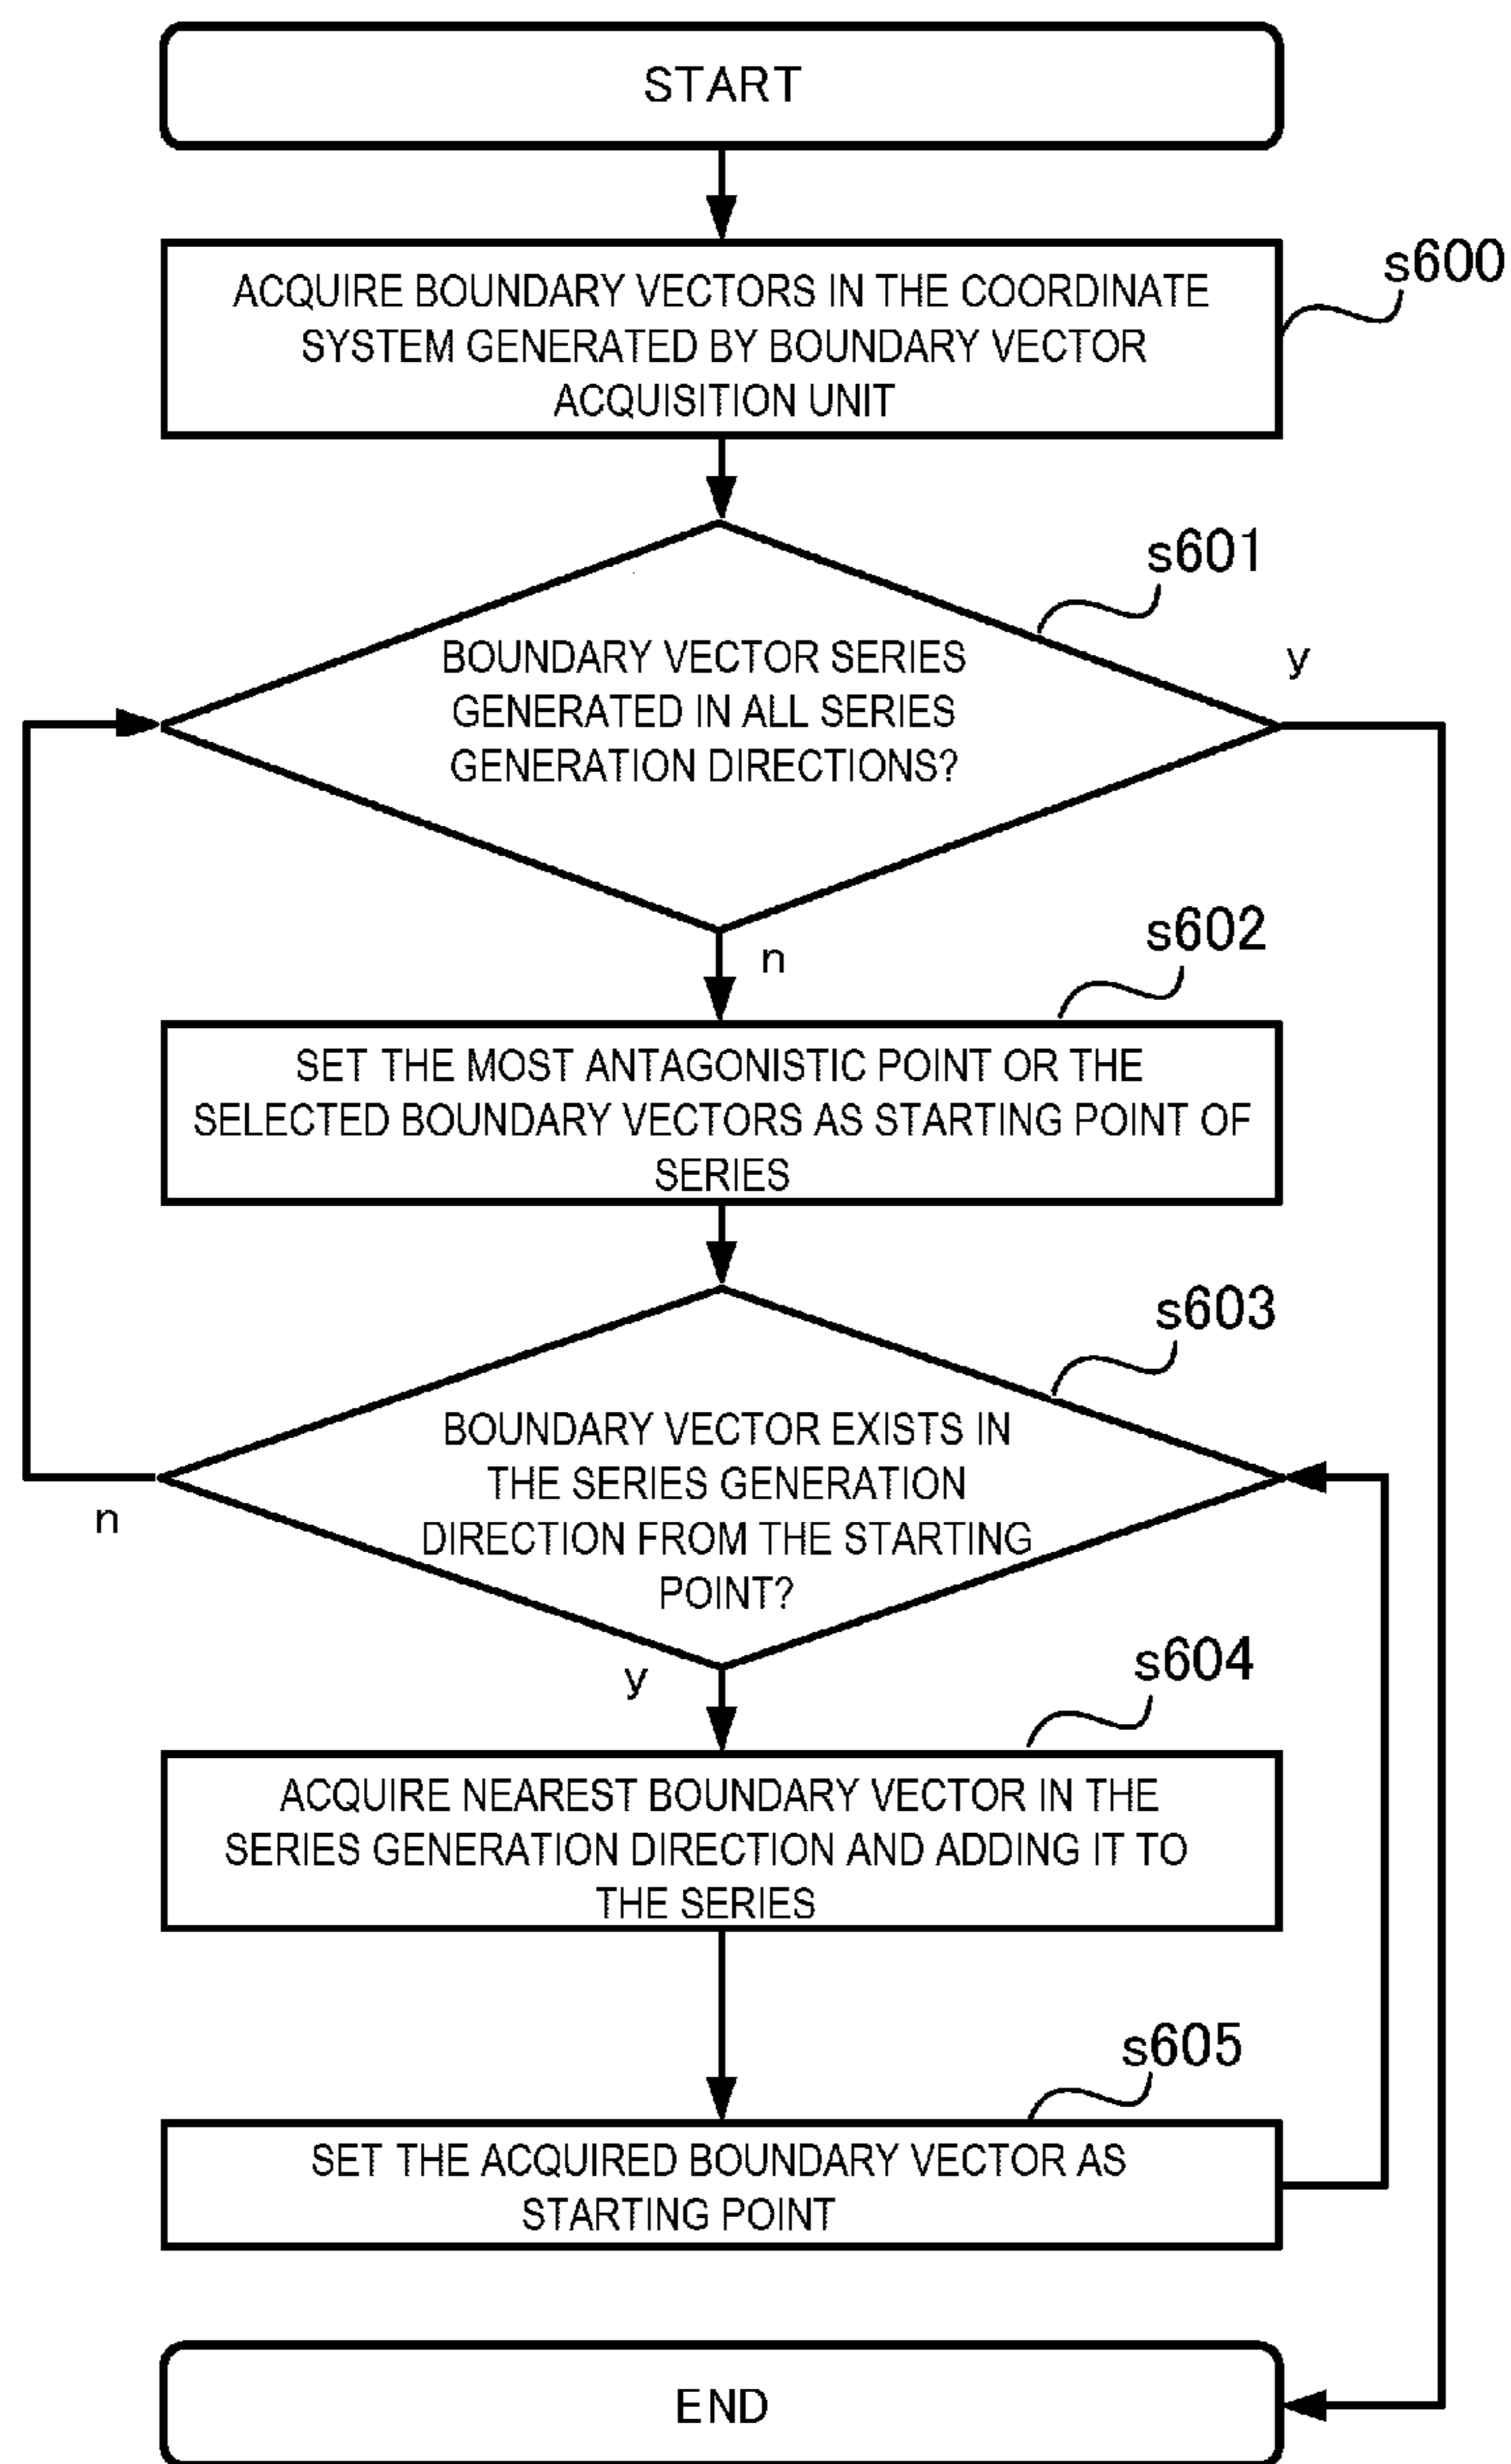 START
s600
ACQUIRE BOUNDARY VECTORS IN THE COORDINATE
SYSTEM GENERATED BY BOUNDARY VECTOR
ACQUISITION UNIT
s601
y
BOUNDARY VECTOR SERIES
GENERATED IN ALL SERIES
GENERATION DIRECTIONS?
n
s602
SET THE MOST ANTAGONISTIC POINT OR THE
SELECTED BOUNDARY VECTORS AS STARTING POINT OF
SERIES
s603
BOUNDARY VECTOR EXISTS IN
THE SERIES GENERATION
DIRECTION FROM THE STARTING
POINT?
n
y
s604
ACQUIRE NEAREST BOUNDARY VECTOR IN THE
SERIES GENERATION DIRECTION AND ADDING IT TO
THE SERIES
s605
SET THE ACQUIRED BOUNDARY VECTOR AS
STARTING POINT
END